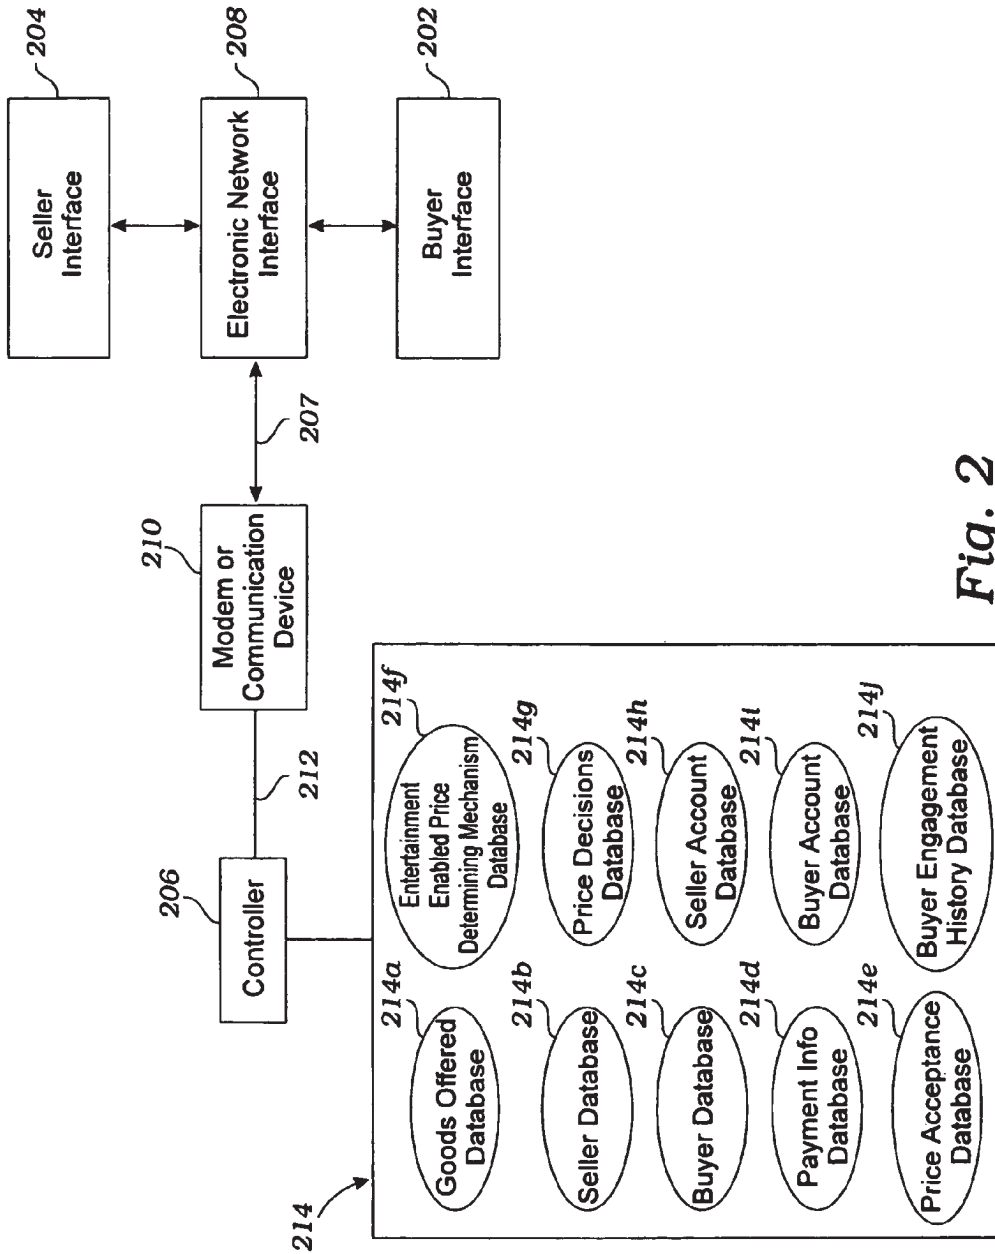 204
Seller
Interface
208
Electronic Network
Interface
202
Buyer
Interface
207
210
Modem or
Communication
Device
212
206
Controller
214
214a
Goods Offered
Database
214b
Seller Database
214c
Buyer Database
214d
Payment Info
Database
214e
Price Acceptance
Database
214f
Entertainment
Enabled Price
Determining Mechanism
Database
214g
Price Decisions
Database
214h
Seller Account
Database
214i
Buyer Account
Database
214j
Buyer Engagement
History Database
Fig. 2